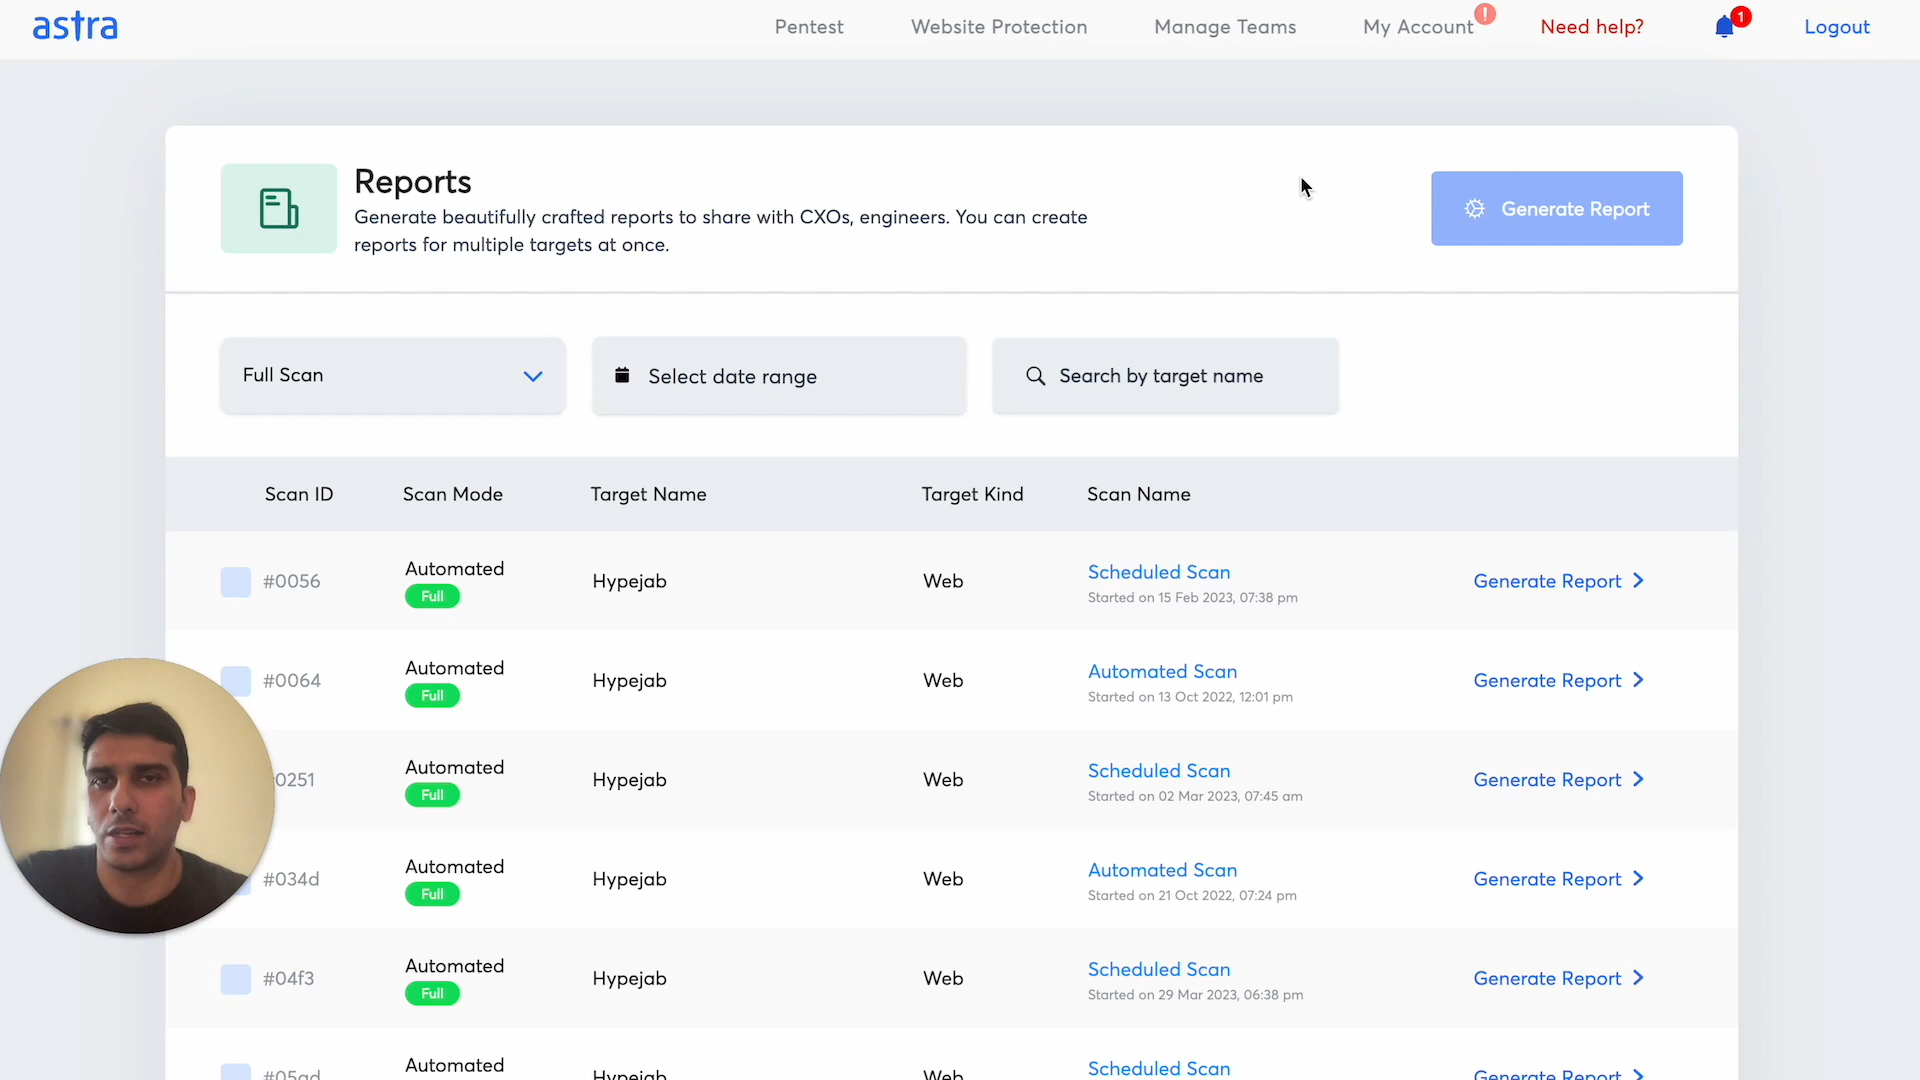 astra
Pentest
Website Protection
Manage Teams
My Account
!
Need help?
1
Logout
Reports
Generate beautifully crafted reports to share with CXOs, engineers. You can create
reports for multiple targets at once.
Generate Report
Full Scan
Select date range
Search by target name
Scan ID
Scan Mode
Target Name
Target Kind
Scan Name
#0056
Automated
Full
Hypejab
Web
Scheduled Scan
Started on 15 Feb 2023, 07:38 pm
Generate Report
#0064
Automated
Full
Hypejab
Web
Automated Scan
Started on 13 Oct 2022, 12:01 pm
Generate Report
0251
Automated
Full
Hypejab
Web
Scheduled Scan
Started on 02 Mar 2023, 07:45 am
Generate Report
#034d
Automated
Full
Hypejab
Web
Automated Scan
Started on 21 Oct 2022, 07:24 pm
Generate Report
#04f3
Automated
Full
Hypejab
Web
Scheduled Scan
Started on 29 Mar 2023, 06:38 pm
Generate Report
#05ad
Automated
Hypejab
Web
Scheduled Scan
Generate Report